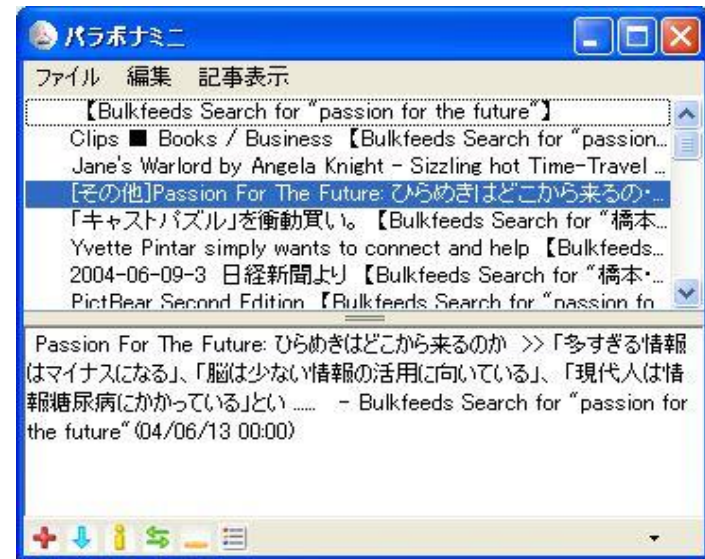 パラボナミニ
ファイル 編集 記事表示
【Bulkfeeds Search for "passion for the future"】
Clips ■ Books / Business 【Bulkfeeds Search for "passion...
Jane's Warlord by Angela Knight - Sizzling hot Time-Travel ...
[その他]Passion For The Future: ひらめきはどこから来るの・...
「キャストパズル」を衝動買い。 【Bulkfeeds Search for "橋本...
Yvette Pintar simply wants to connect and help 【Bulkfeeds...
2004-06-09-3 日経新聞より 【Bulkfeeds Search for "橋本・...
PictBear Second Edition 【Bulkfeeds Search for "passion fo
Passion For The Future: ひらめきはどこから来るのか >> 「多すぎる情報
はマイナスになる」、「脳は少ない情報の活用に向いている」、「現代人は情
報糖尿病にかかっている」とい ..... - Bulkfeeds Search for "passion for
the future" (04/06/13 00:00)